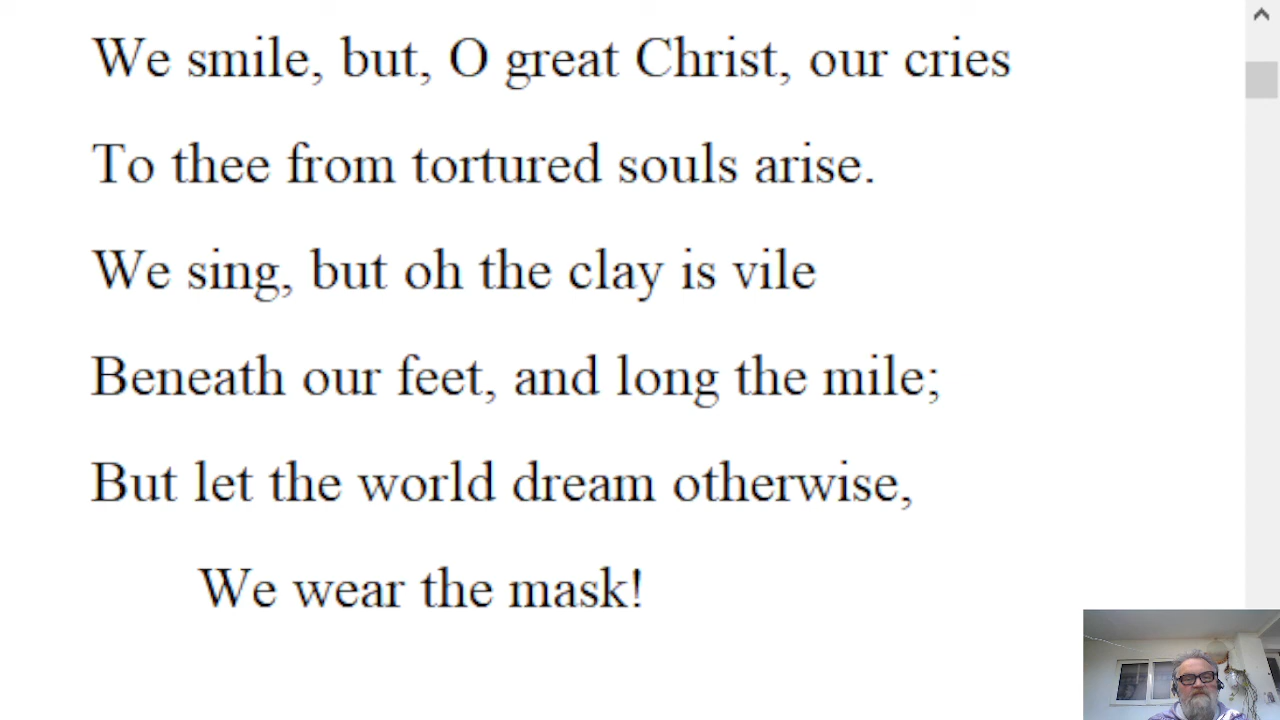 We smile, but, O great Christ, our cries
To thee from tortured souls arise.
We sing, but oh the clay is vile
Beneath our feet, and long the mile;
But let the world dream otherwise,
We wear the mask!